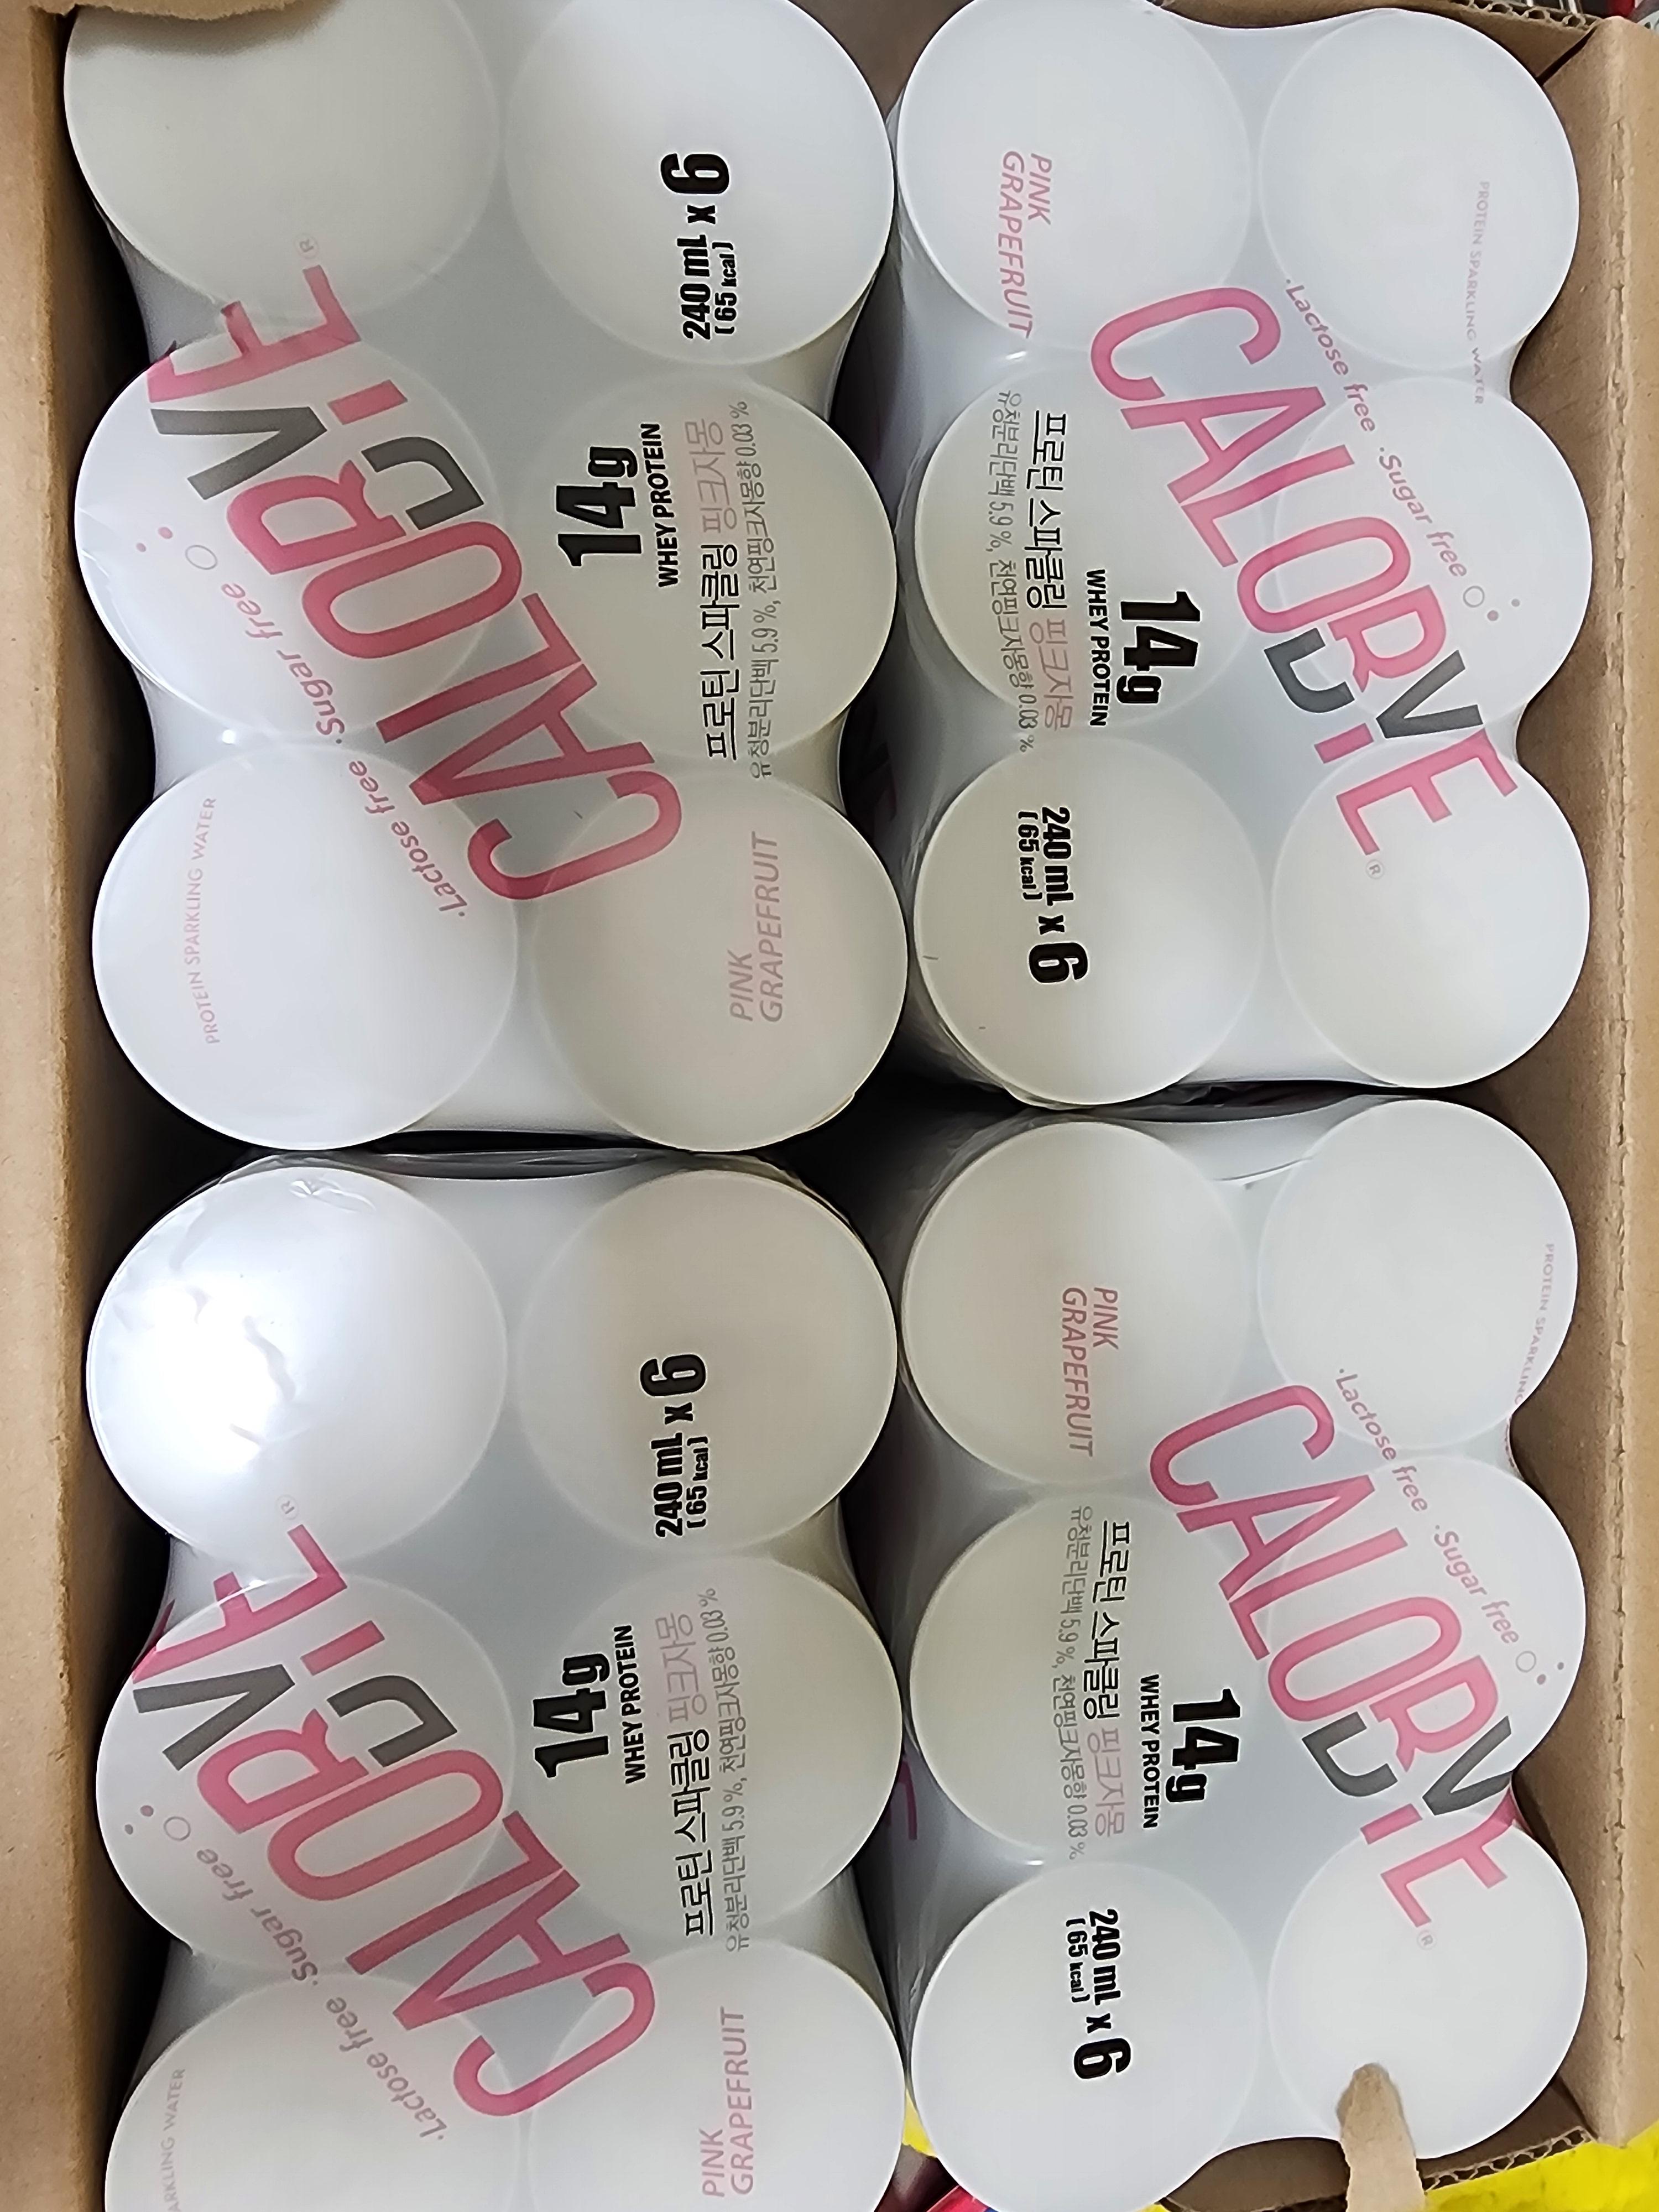 PROTEIN SPARKLING WATER
.Lactose free .Sugar free
CALOBYE®
PINK
GRAPEFRUIT
14g
WHEY PROTEIN
프로틴 스파클링 핑크자몽
유청분리단백 5.9 %, 천연핑크자몽향 0.03 %
240 mL x 6
(65 kcal)
PROTEIN SPARKLING WATER
.Lactose free .Sugar free
CALOBYE®
PINK
GRAPEFRUIT
14g
WHEY PROTEIN
프로틴 스파클링 핑크자몽
유청분리단백 5.9 %, 천연핑크자몽향 0.03 %
240 mL x 6
(65 kcal)
PROTEIN SPARKLING
.Lactose free .Sugar free
CALOBYE®
PINK
GRAPEFRUIT
14g
WHEY PROTEIN
프로틴 스파클링 핑크자몽
유청분리단백 5.9 %, 천연핑크자몽향 0.03 %
240 mL x 6
(65 kcal)
ARKLING WATER
.Lactose free .Sugar free
CALOBYE®
PINK
GRAPEFRUIT
14g
WHEY PROTEIN
프로틴 스파클링 핑크자몽
유청분리단백 5.9 %, 천연핑크자몽향 0.03 %
240 mL x 6
(65 kcal)